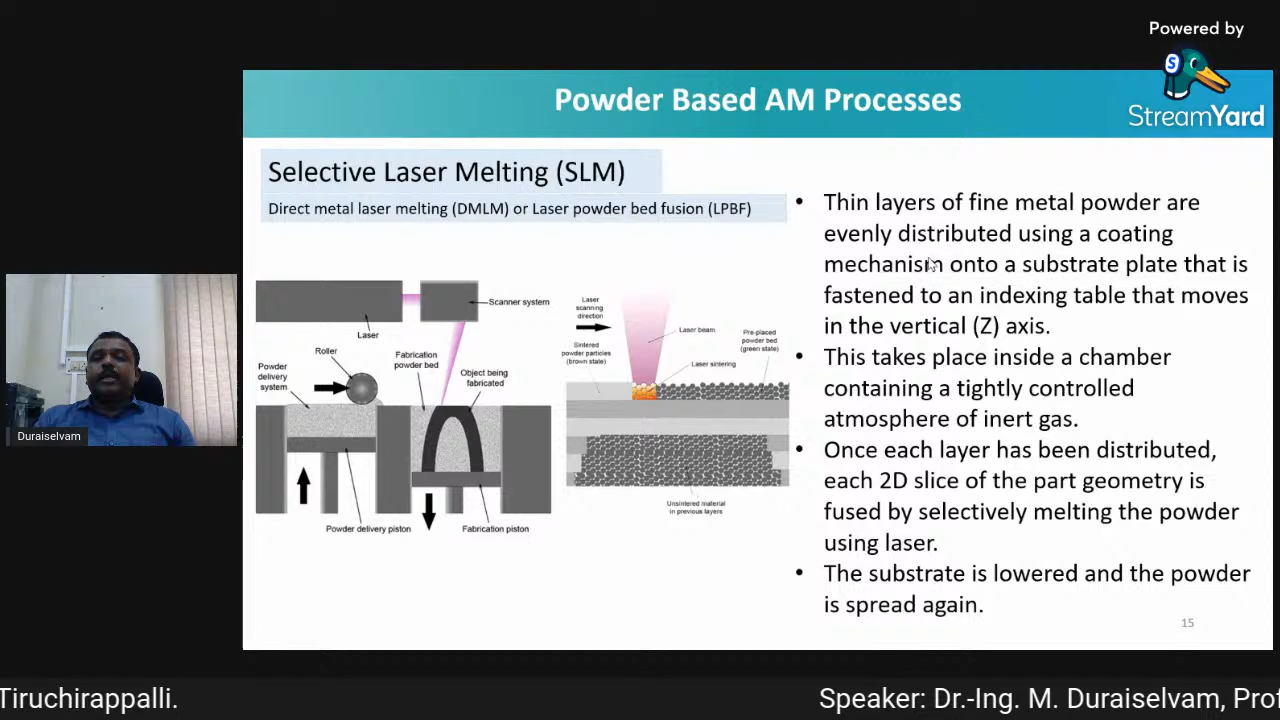 Powered by
StreamYard
Powder Based AM Processes
Selective Laser Melting (SLM)
Direct metal laser melting (DMLM) or Laser powder bed fusion (LPBF)
Scanner system
Laser
Roller
Powder
delivery
system
Fabrication
powder bed
Object being
fabricated
Powder delivery piston
Fabrication piston
Laser
scanning
direction
Sintered
powder particles
(brown state)
Laser beam
Laser sintering
Pre-placed
powder bed
(green state)
Unsintered material
in previous layers
• Thin layers of fine metal powder are
evenly distributed using a coating
mechanism onto a substrate plate that is
fastened to an indexing table that moves
in the vertical (Z) axis.
• This takes place inside a chamber
containing a tightly controlled
atmosphere of inert gas.
• Once each layer has been distributed,
each 2D slice of the part geometry is
fused by selectively melting the powder
using laser.
• The substrate is lowered and the powder
is spread again.
15
Duraiselvam
Tiruchirappalli.
Speaker: Dr.-Ing. M. Duraiselvam, Prof